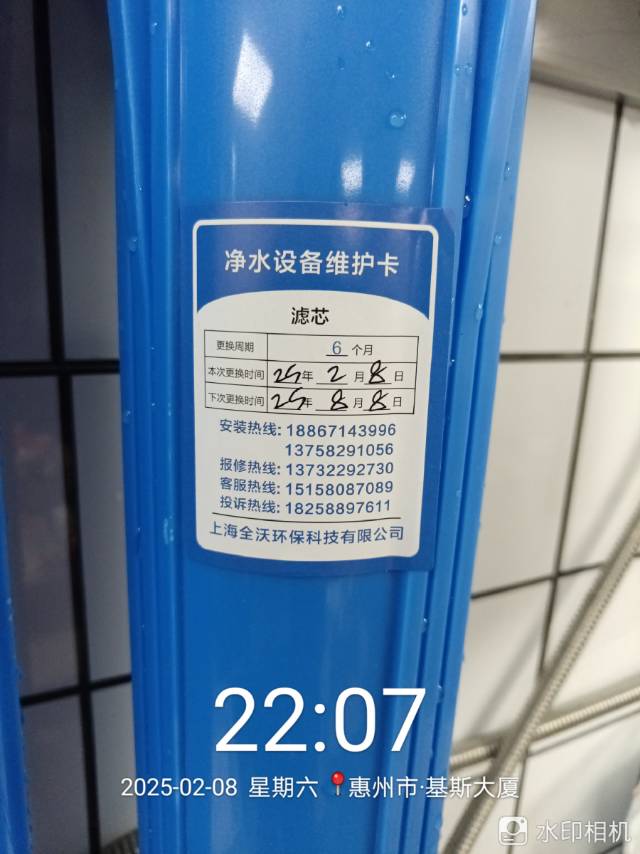 净水设备维护卡
滤芯
更换周期 6 个月
本次更换时间 25年 2 月 8 日
下次更换时间 25年 8 月 8 日
安装热线: 18867143996
13758291056
报修热线: 13732292730
客服热线: 15158087089
投诉热线: 18258897611
上海全沃环保科技有限公司
22:07
2025-02-08 星期六 📍惠州市·基斯大厦
水印相机